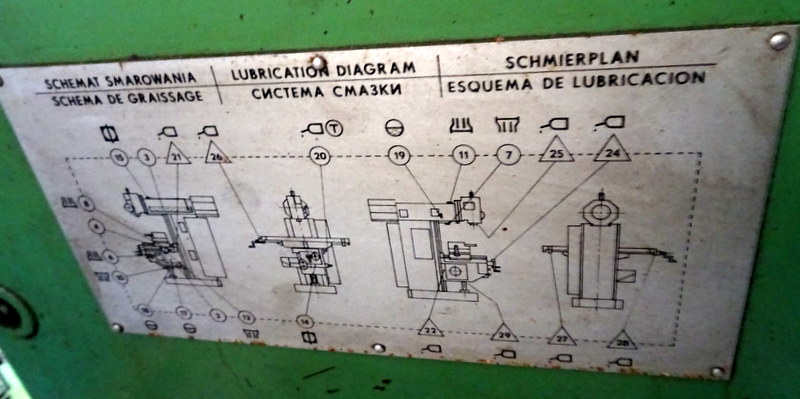 SCHEMAT SMAROWANIA
SCHEMA DE GRAISSAGE
LUBRICATION DIAGRAM
СИСТЕМА СМАЗКИ
SCHMIERPLAN
ESQUEMA DE LUBRICACION
15 3 21 26 20 T 19 11 7 25 24
14 22 29 27 28